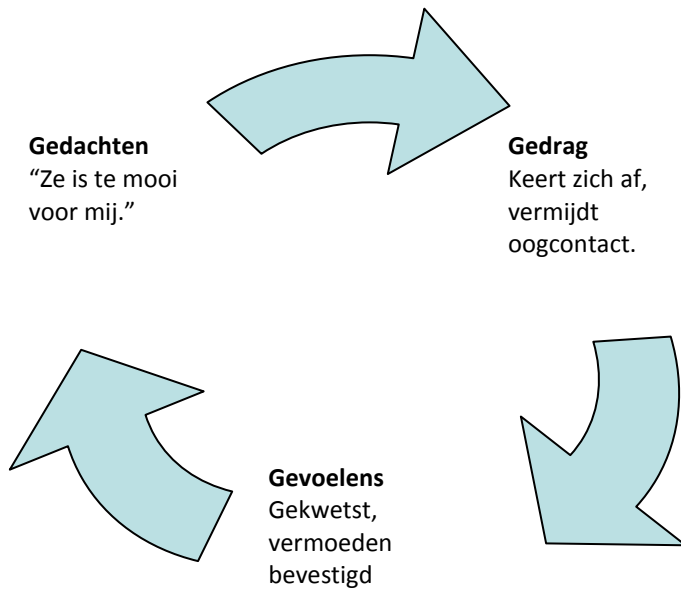 Gedachten
“Ze is te mooi
voor mij.”
Gedrag
Keert zich af,
vermijdt
oogcontact.
Gevoelens
Gekwetst,
vermoeden
bevestigd